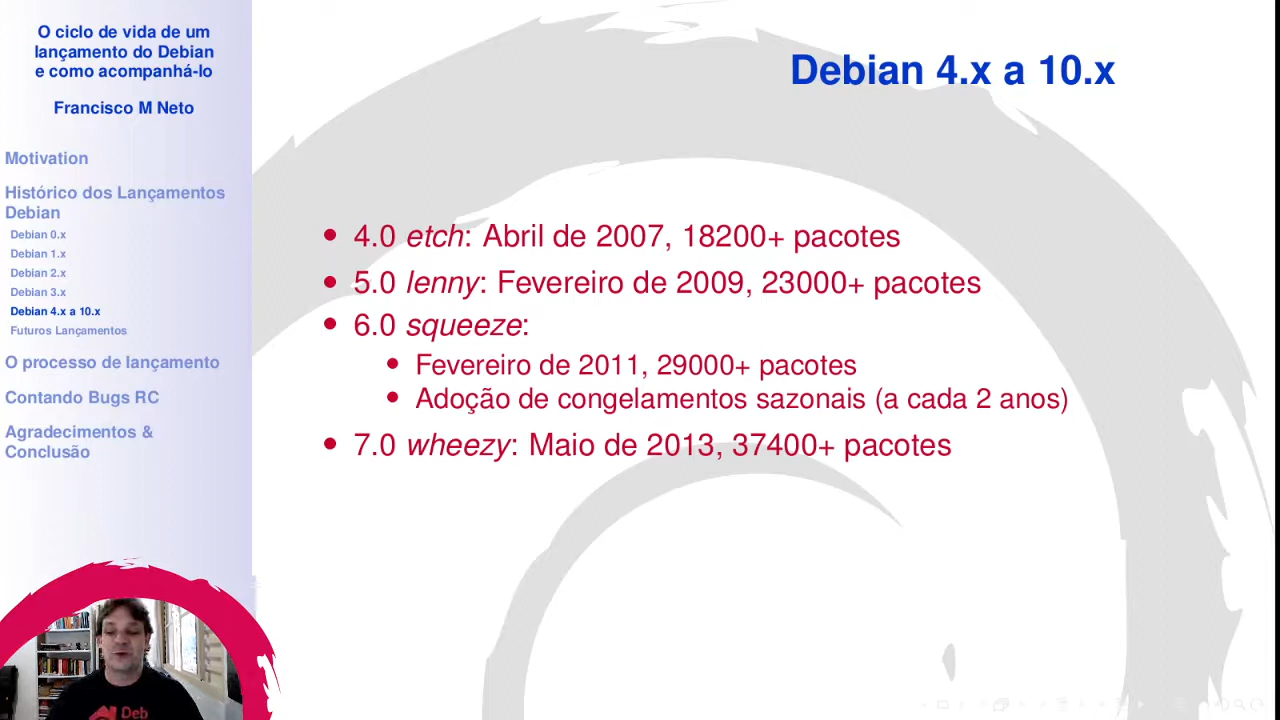 O ciclo de vida de um
lançamento do Debian
e como acompanhá-lo
Francisco M Neto
Motivation
Histórico dos Lançamentos
Debian
Debian 0.x
Debian 1.x
Debian 2.x
Debian 3.x
Debian 4.x a 10.x
Futuros Lançamentos
O processo de lançamento
Contando Bugs RC
Agradecimentos &
Conclusão
Debian 4.x a 10.x
4.0 etch: Abril de 2007, 18200+ pacotes
5.0 lenny: Fevereiro de 2009, 23000+ pacotes
6.0 squeeze:
Fevereiro de 2011, 29000+ pacotes
Adoção de congelamentos sazonais (a cada 2 anos)
7.0 wheezy: Maio de 2013, 37400+ pacotes
Deb